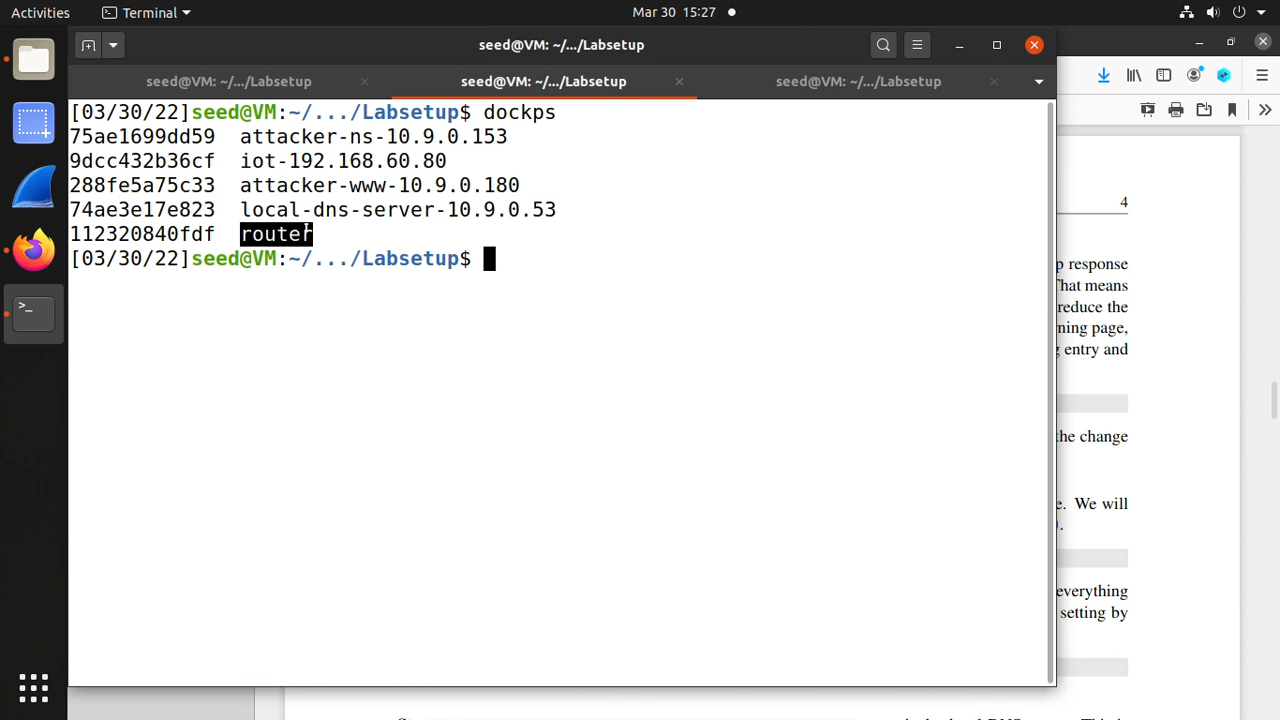 Activities
Terminal
Mar 30 15:27
seed@VM: ~/.../Labsetup
seed@VM: ~/.../Labsetup
seed@VM: ~/.../Labsetup
seed@VM: ~/.../Labsetup
[03/30/22]seed@VM:~/.../Labsetup$ dockps
75ae1699dd59  attacker-ns-10.9.0.153
9dcc432b36cf  iot-192.168.60.80
288fe5a75c33  attacker-www-10.9.0.180
74ae3e17e823  local-dns-server-10.9.0.53
112320840fdf  router
[03/30/22]seed@VM:~/.../Labsetup$
4
response
That means
reduce the
page,
entry and
the change
We will
everything
setting by